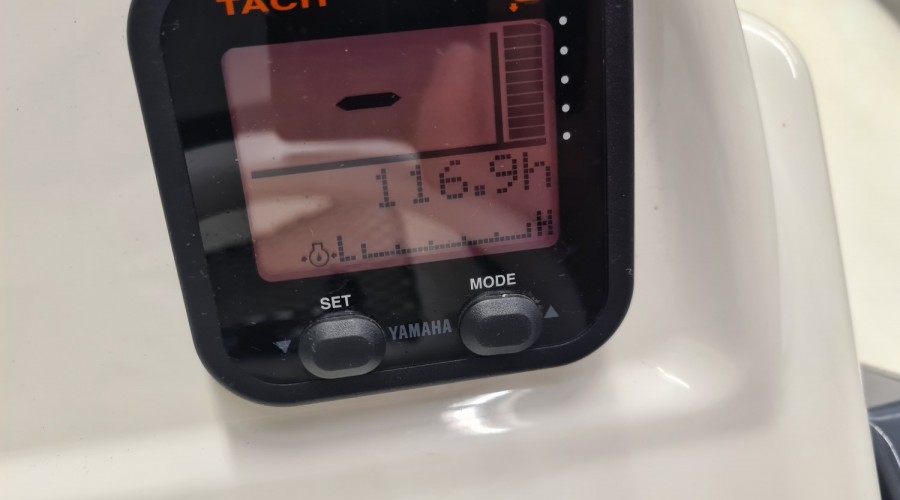 TACH
116.9h
L H
SET MODE
YAMAHA